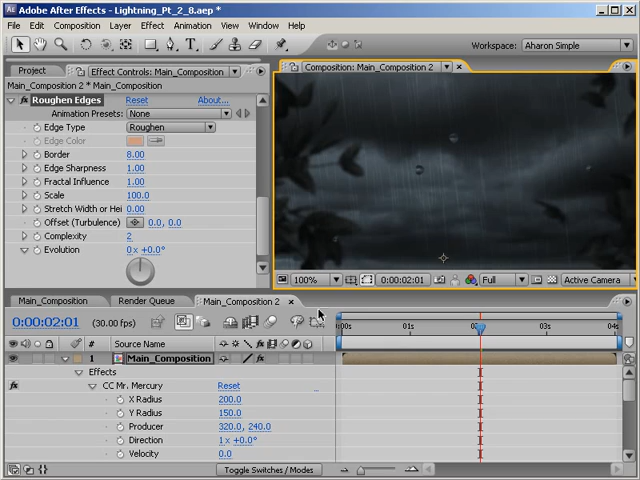 Adobe After Effects - Lightning_Pt_2_8.aep *
File Edit Composition Layer Effect Animation View Window Help
Workspace: Aharon Simple
Project Effect Controls: Main_Composition
Composition: Main_Composition 2
Main_Composition 2 * Main_Composition
Roughen Edges Reset About...
Animation Presets: None
Edge Type Roughen
Edge Color
Border 8.00
Edge Sharpness 1.00
Fractal Influence 1.00
Scale 100.0
Stretch Width or Hei 0.00
Offset (Turbulence) 0.0, 0.0
Complexity 2
Evolution 0 x +0.0°
100% 0:00:02:01 Full Active Camera
Main_Composition Render Queue Main_Composition 2
0:00:02:01 (30.00 fps)
:00s 01s 02s 03s 04s
# Source Name
1 Main_Composition
Effects
CC Mr. Mercury Reset ...
X Radius 200.0
Y Radius 150.0
Producer 320.0, 240.0
Direction 1 x +0.0°
Velocity 0.0
Toggle Switches / Modes